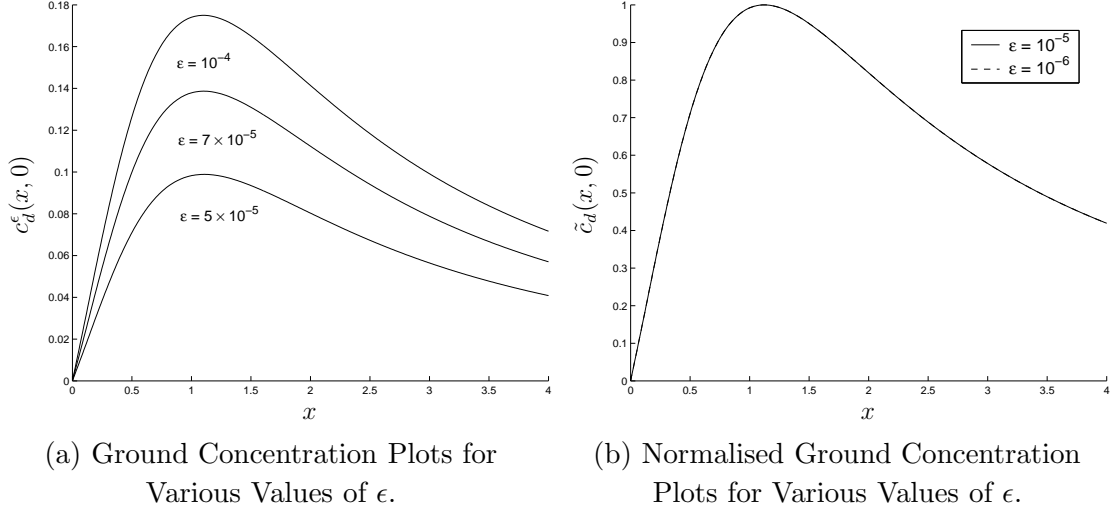 0.18
0.16
0.14
0.12
0.1
0.08
0.06
0.04
0.02
0
c_d^ϵ(x, 0)
ε = 10^-4
ε = 7 × 10^-5
ε = 5 × 10^-5
0 0.5 1 1.5 2 2.5 3 3.5 4
x
(a) Ground Concentration Plots for
Various Values of ϵ.
1
0.9
0.8
0.7
0.6
0.5
0.4
0.3
0.2
0.1
0
c̃_d(x, 0)
ε = 10^-5
ε = 10^-6
0 0.5 1 1.5 2 2.5 3 3.5 4
x
(b) Normalised Ground Concentration
Plots for Various Values of ϵ.